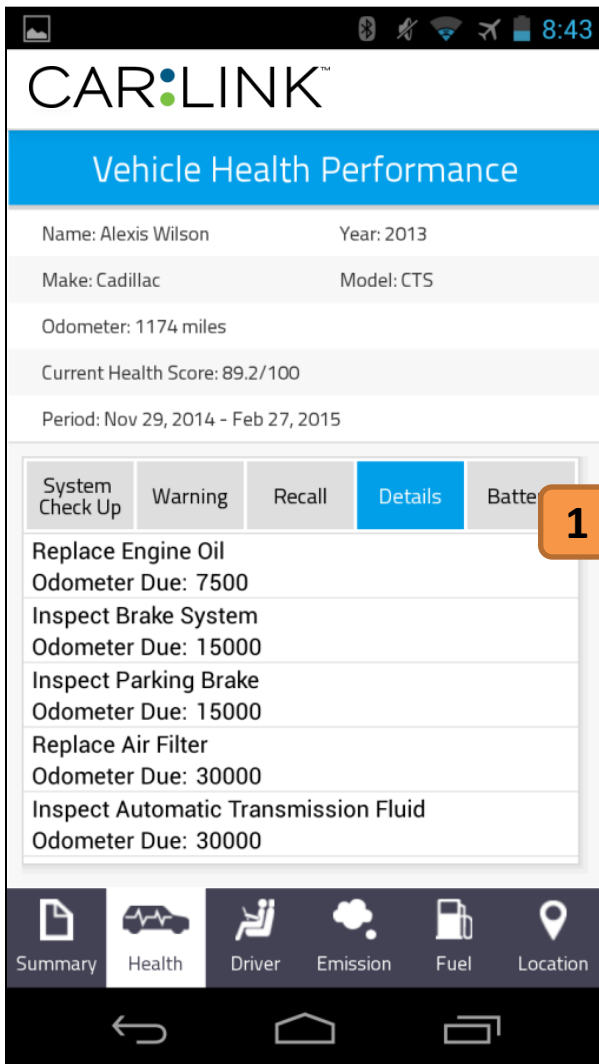 8:43
CAR:LINK™
Vehicle Health Performance
Name: Alexis Wilson Year: 2013
Make: Cadillac Model: CTS
Odometer: 1174 miles
Current Health Score: 89.2/100
Period: Nov 29, 2014 - Feb 27, 2015
System
Check Up
Warning
Recall
Details
Batte
1
Replace Engine Oil
Odometer Due: 7500
Inspect Brake System
Odometer Due: 15000
Inspect Parking Brake
Odometer Due: 15000
Replace Air Filter
Odometer Due: 30000
Inspect Automatic Transmission Fluid
Odometer Due: 30000
Summary Health Driver Emission Fuel Location